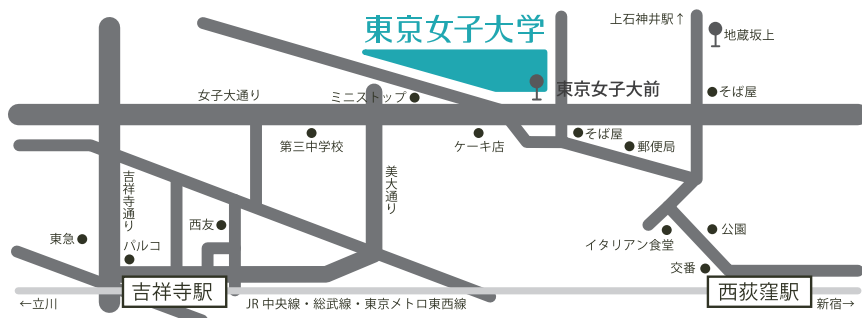 東京女子大学
上石神井駅↑
地蔵坂上
女子大通り
ミニストップ
東京女子大前
そば屋
第三中学校
ケーキ店
そば屋
郵便局
吉祥寺通り
美大通り
西友
東急
パルコ
公園
イタリアン食堂
交番
吉祥寺駅
西荻窪駅
←立川
JR 中央線・総武線・東京メトロ東西線
新宿→